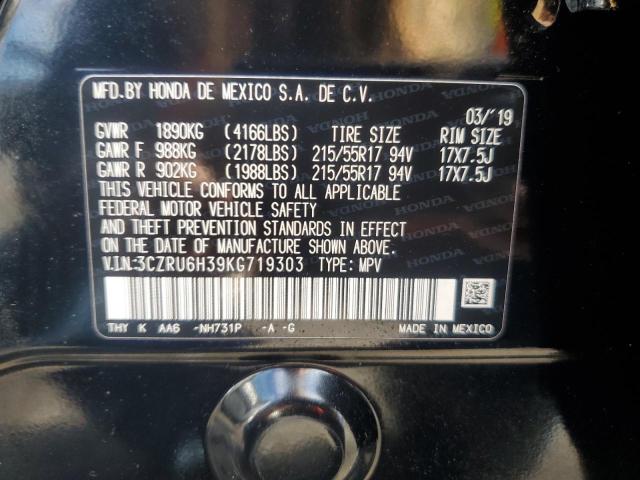 MFD.BY HONDA DE MEXICO S.A. DE C.V.
03/'19
GVWR 1890KG (4166LBS) TIRE SIZE RIM SIZE
GAWR F 988KG (2178LBS) 215/55R17 94V 17X7.5J
GAWR R 902KG (1988LBS) 215/55R17 94V 17X7.5J
THIS VEHICLE CONFORMS TO ALL APPLICABLE
FEDERAL MOTOR VEHICLE SAFETY
AND THEFT PREVENTION STANDARDS IN EFFECT
ON THE DATE OF MANUFACTURE SHOWN ABOVE.
V.I.N:3CZRU6H39KG719303 TYPE: MPV
THY K AA6 -NH731P -A -G MADE IN MEXICO